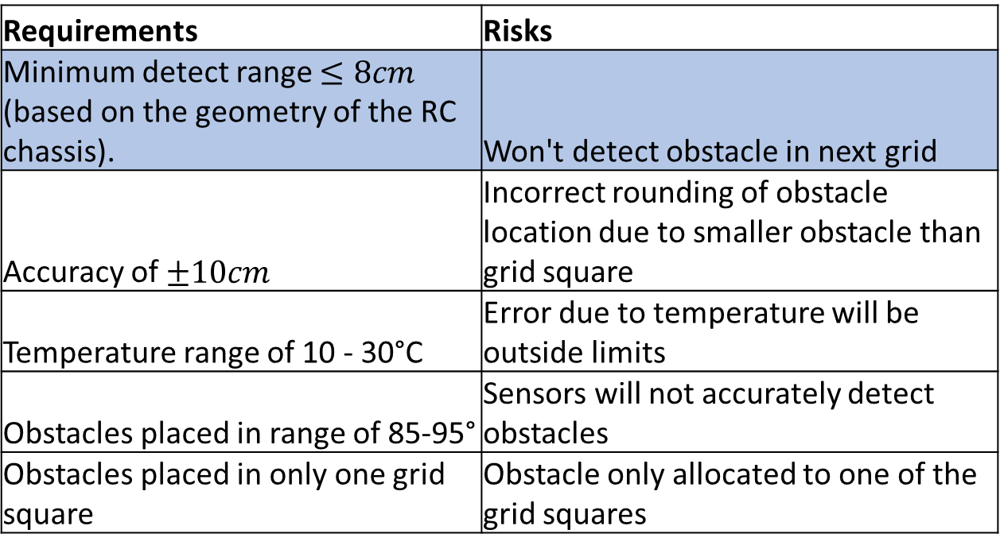 Requirements
Risks
Minimum detect range ≤ 8cm
(based on the geometry of the RC
chassis).
Won't detect obstacle in next grid
Accuracy of ±10cm
Incorrect rounding of obstacle
location due to smaller obstacle than
grid square
Temperature range of 10 - 30°C
Error due to temperature will be
outside limits
Obstacles placed in range of 85-95°
Sensors will not accurately detect
obstacles
Obstacles placed in only one grid
square
Obstacle only allocated to one of the
grid squares